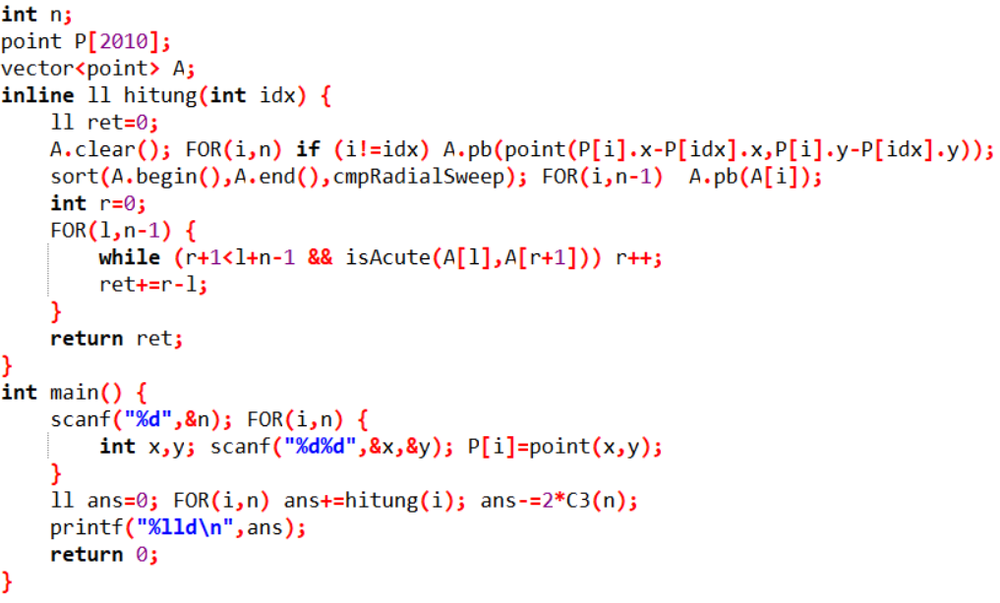 int n;
point P[2010];
vector<point> A;
inline ll hitung(int idx) {
    ll ret=0;
    A.clear(); FOR(i,n) if (i!=idx) A.pb(point(P[i].x-P[idx].x,P[i].y-P[idx].y));
    sort(A.begin(),A.end(),cmpRadialSweep); FOR(i,n-1)  A.pb(A[i]);
    int r=0;
    FOR(l,n-1) {
        while (r+1<l+n-1 && isAcute(A[l],A[r+1])) r++;
        ret+=r-l;
    }
    return ret;
}
int main() {
    scanf("%d",&n); FOR(i,n) {
        int x,y; scanf("%d%d",&x,&y); P[i]=point(x,y);
    }
    ll ans=0; FOR(i,n) ans+=hitung(i); ans-=2*C3(n);
    printf("%lld\n",ans);
    return 0;
}